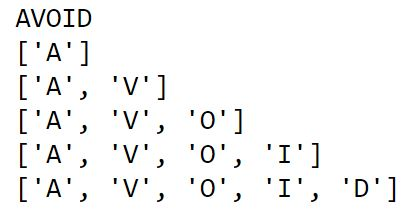 AVOID
['A']
['A', 'V']
['A', 'V', 'O']
['A', 'V', 'O', 'I']
['A', 'V', 'O', 'I', 'D']